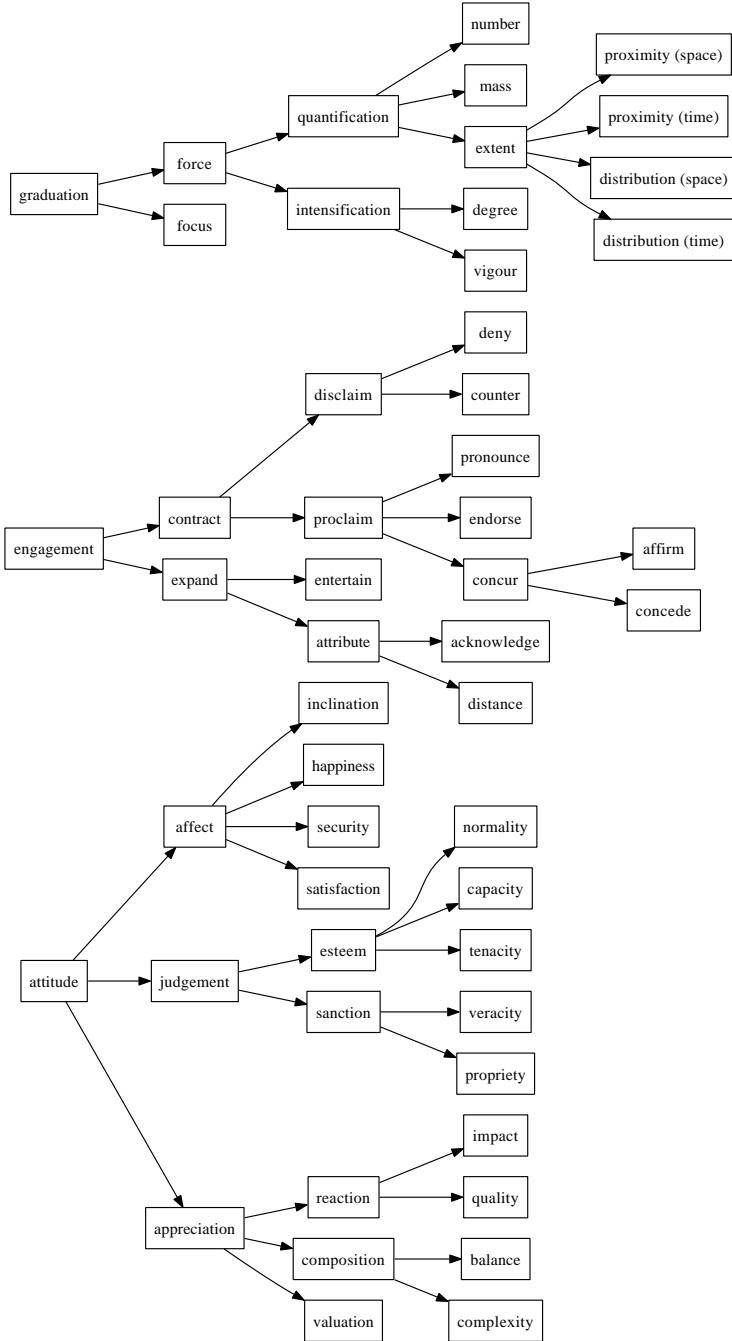 number
proximity (space)
mass
proximity (time)
quantification
extent
force
distribution (space)
graduation
intensification
degree
focus
distribution (time)
vigour
deny
disclaim
counter
pronounce
contract
proclaim
endorse
engagement
affirm
expand
entertain
concur
concede
attribute
acknowledge
distance
inclination
happiness
affect
security
normality
satisfaction
capacity
esteem
tenacity
attitude
judgement
sanction
veracity
propriety
impact
reaction
quality
appreciation
composition
balance
valuation
complexity